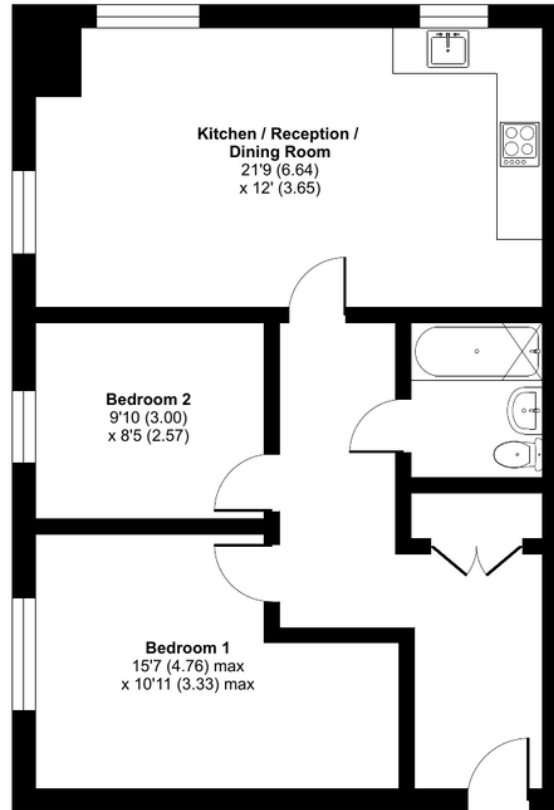 Kitchen / Reception /
Dining Room
21'9 (6.64)
x 12' (3.65)
Bedroom 2
9'10 (3.00)
x 8'5 (2.57)
Bedroom 1
15'7 (4.76) max
x 10'11 (3.33) max